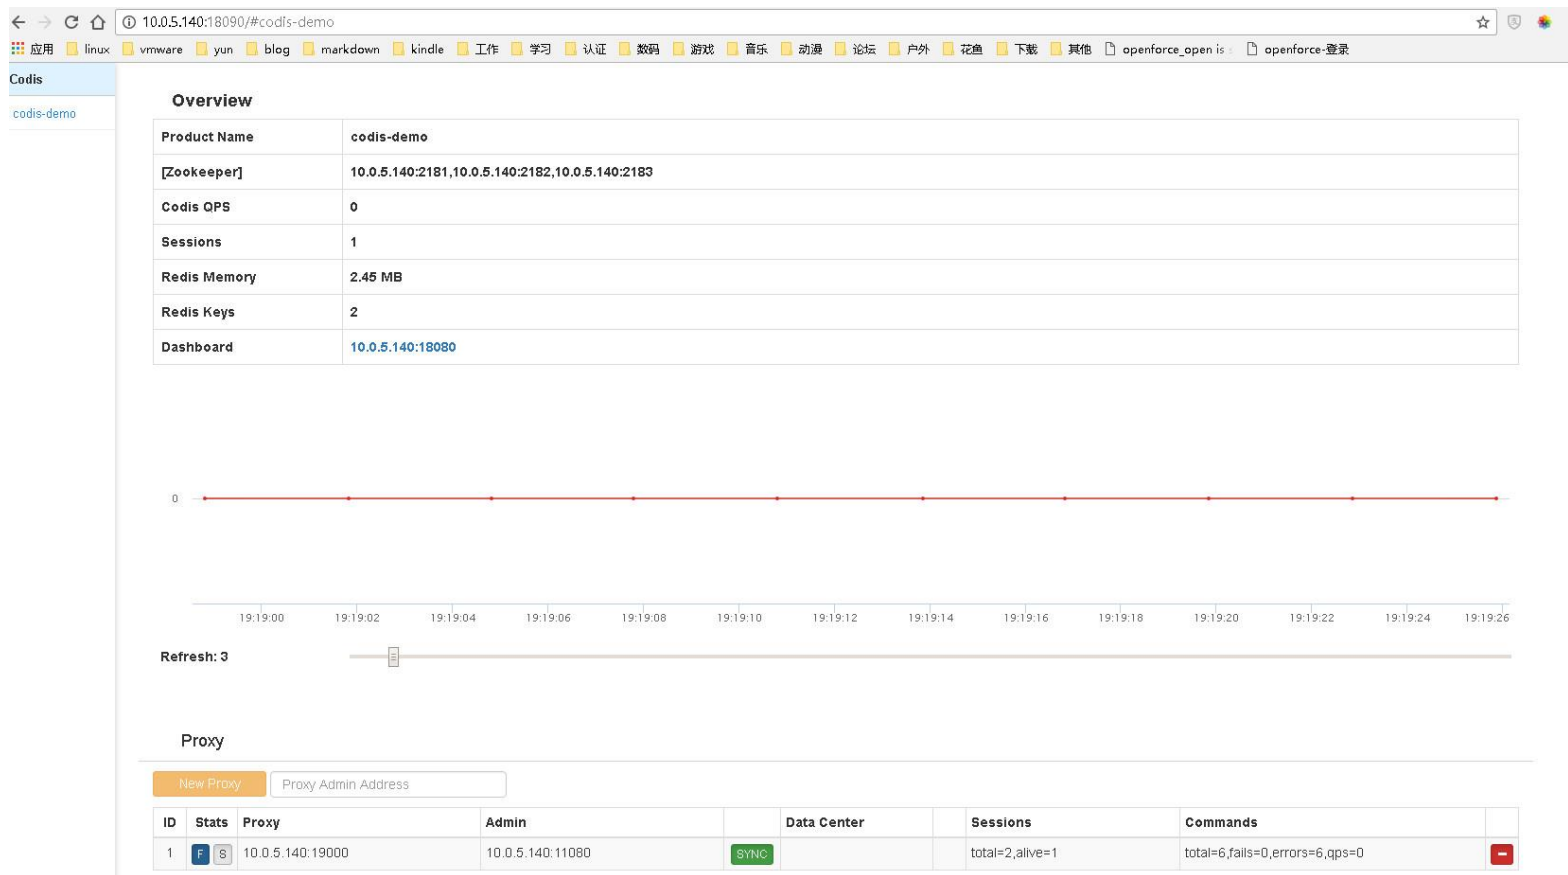 10.0.5.140:18090/#codis-demo
应用 linux vmware yun blog markdown kindle 工作 学习 认证 数码 游戏 音乐 动漫 论坛 户外 花鱼 下载 其他 openforce_open is openforce-登录
Codis
codis-demo
Overview
Product Name codis-demo
[Zookeeper] 10.0.5.140:2181,10.0.5.140:2182,10.0.5.140:2183
Codis QPS 0
Sessions 1
Redis Memory 2.45 MB
Redis Keys 2
Dashboard 10.0.5.140:18080
0
19:19:00 19:19:02 19:19:04 19:19:06 19:19:08 19:19:10 19:19:12 19:19:14 19:19:16 19:19:18 19:19:20 19:19:22 19:19:24 19:19:26
Refresh: 3
Proxy
New Proxy Proxy Admin Address
ID Stats Proxy Admin Data Center Sessions Commands
1 F S 10.0.5.140:19000 10.0.5.140:11080 SYNC total=2,alive=1 total=6,fails=0,errors=6,qps=0